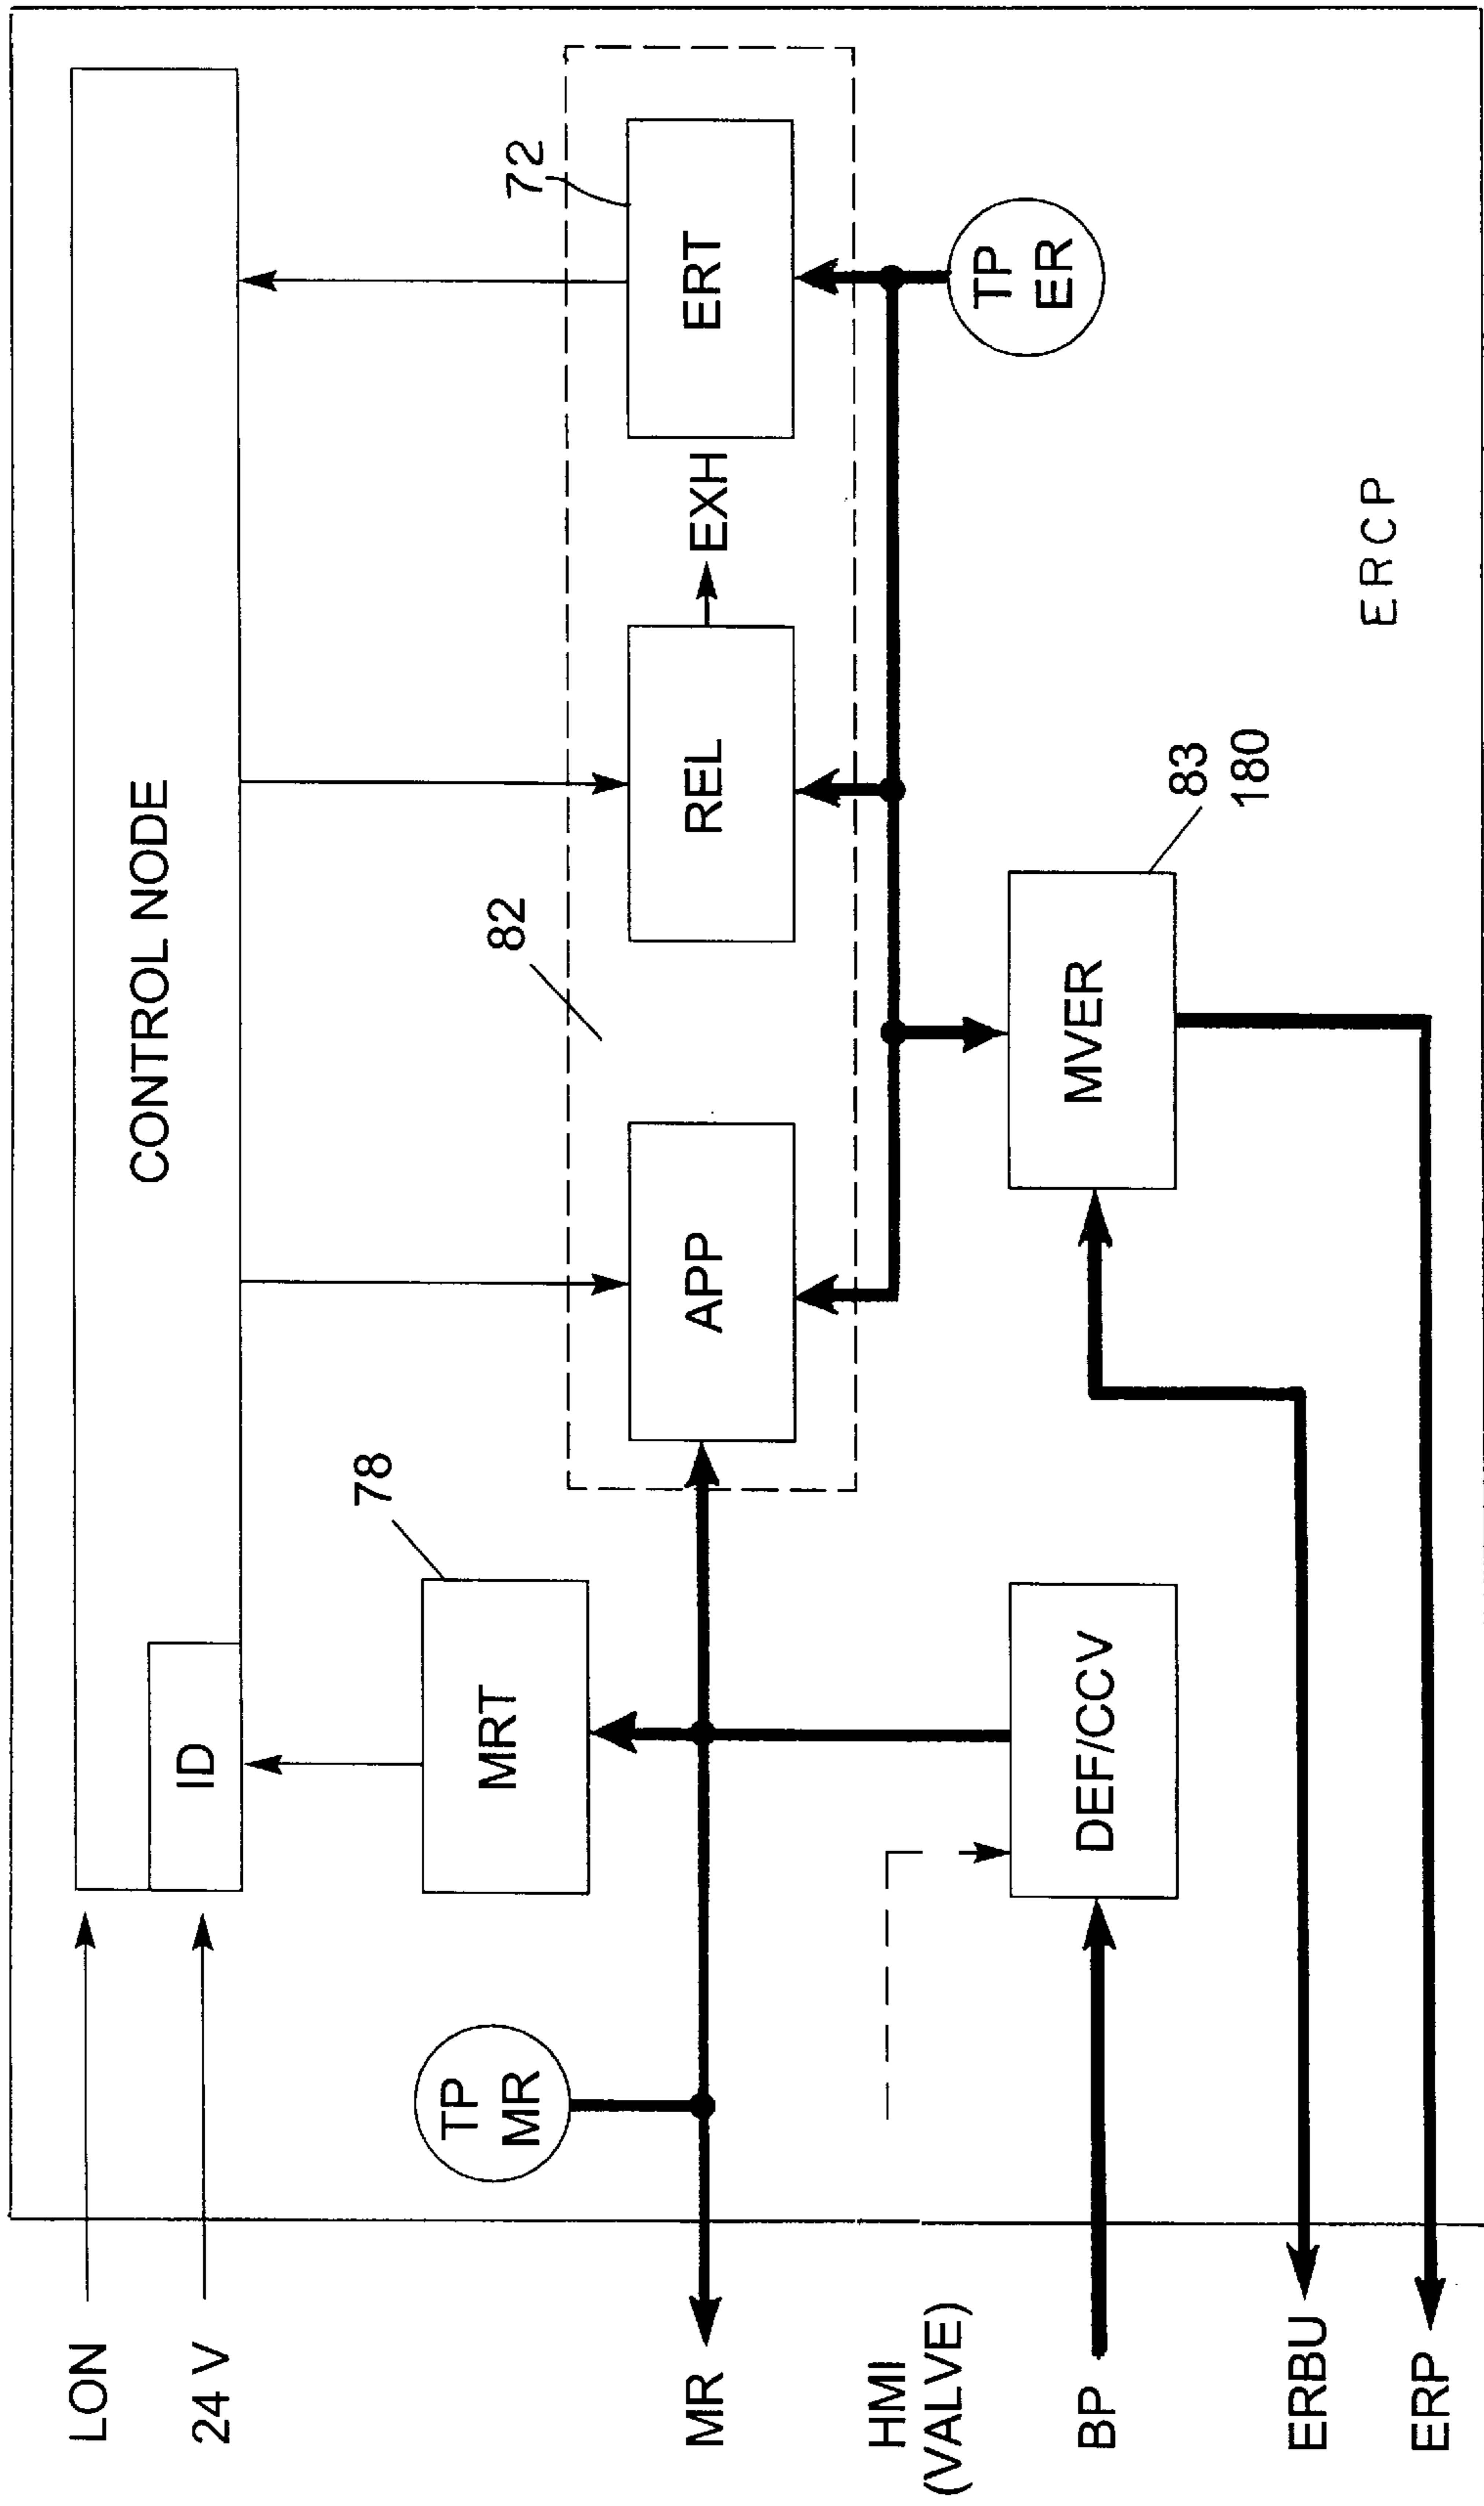 LON
24 V
MR
HMI
(VALVE)
BP
ERBU
ERP
CONTROL NODE
ID
TP
MR
MRT
78
DEF/CCV
82
APP
REL
EXH
ERT
72
MVER
83
180
TP
ER
ERCP